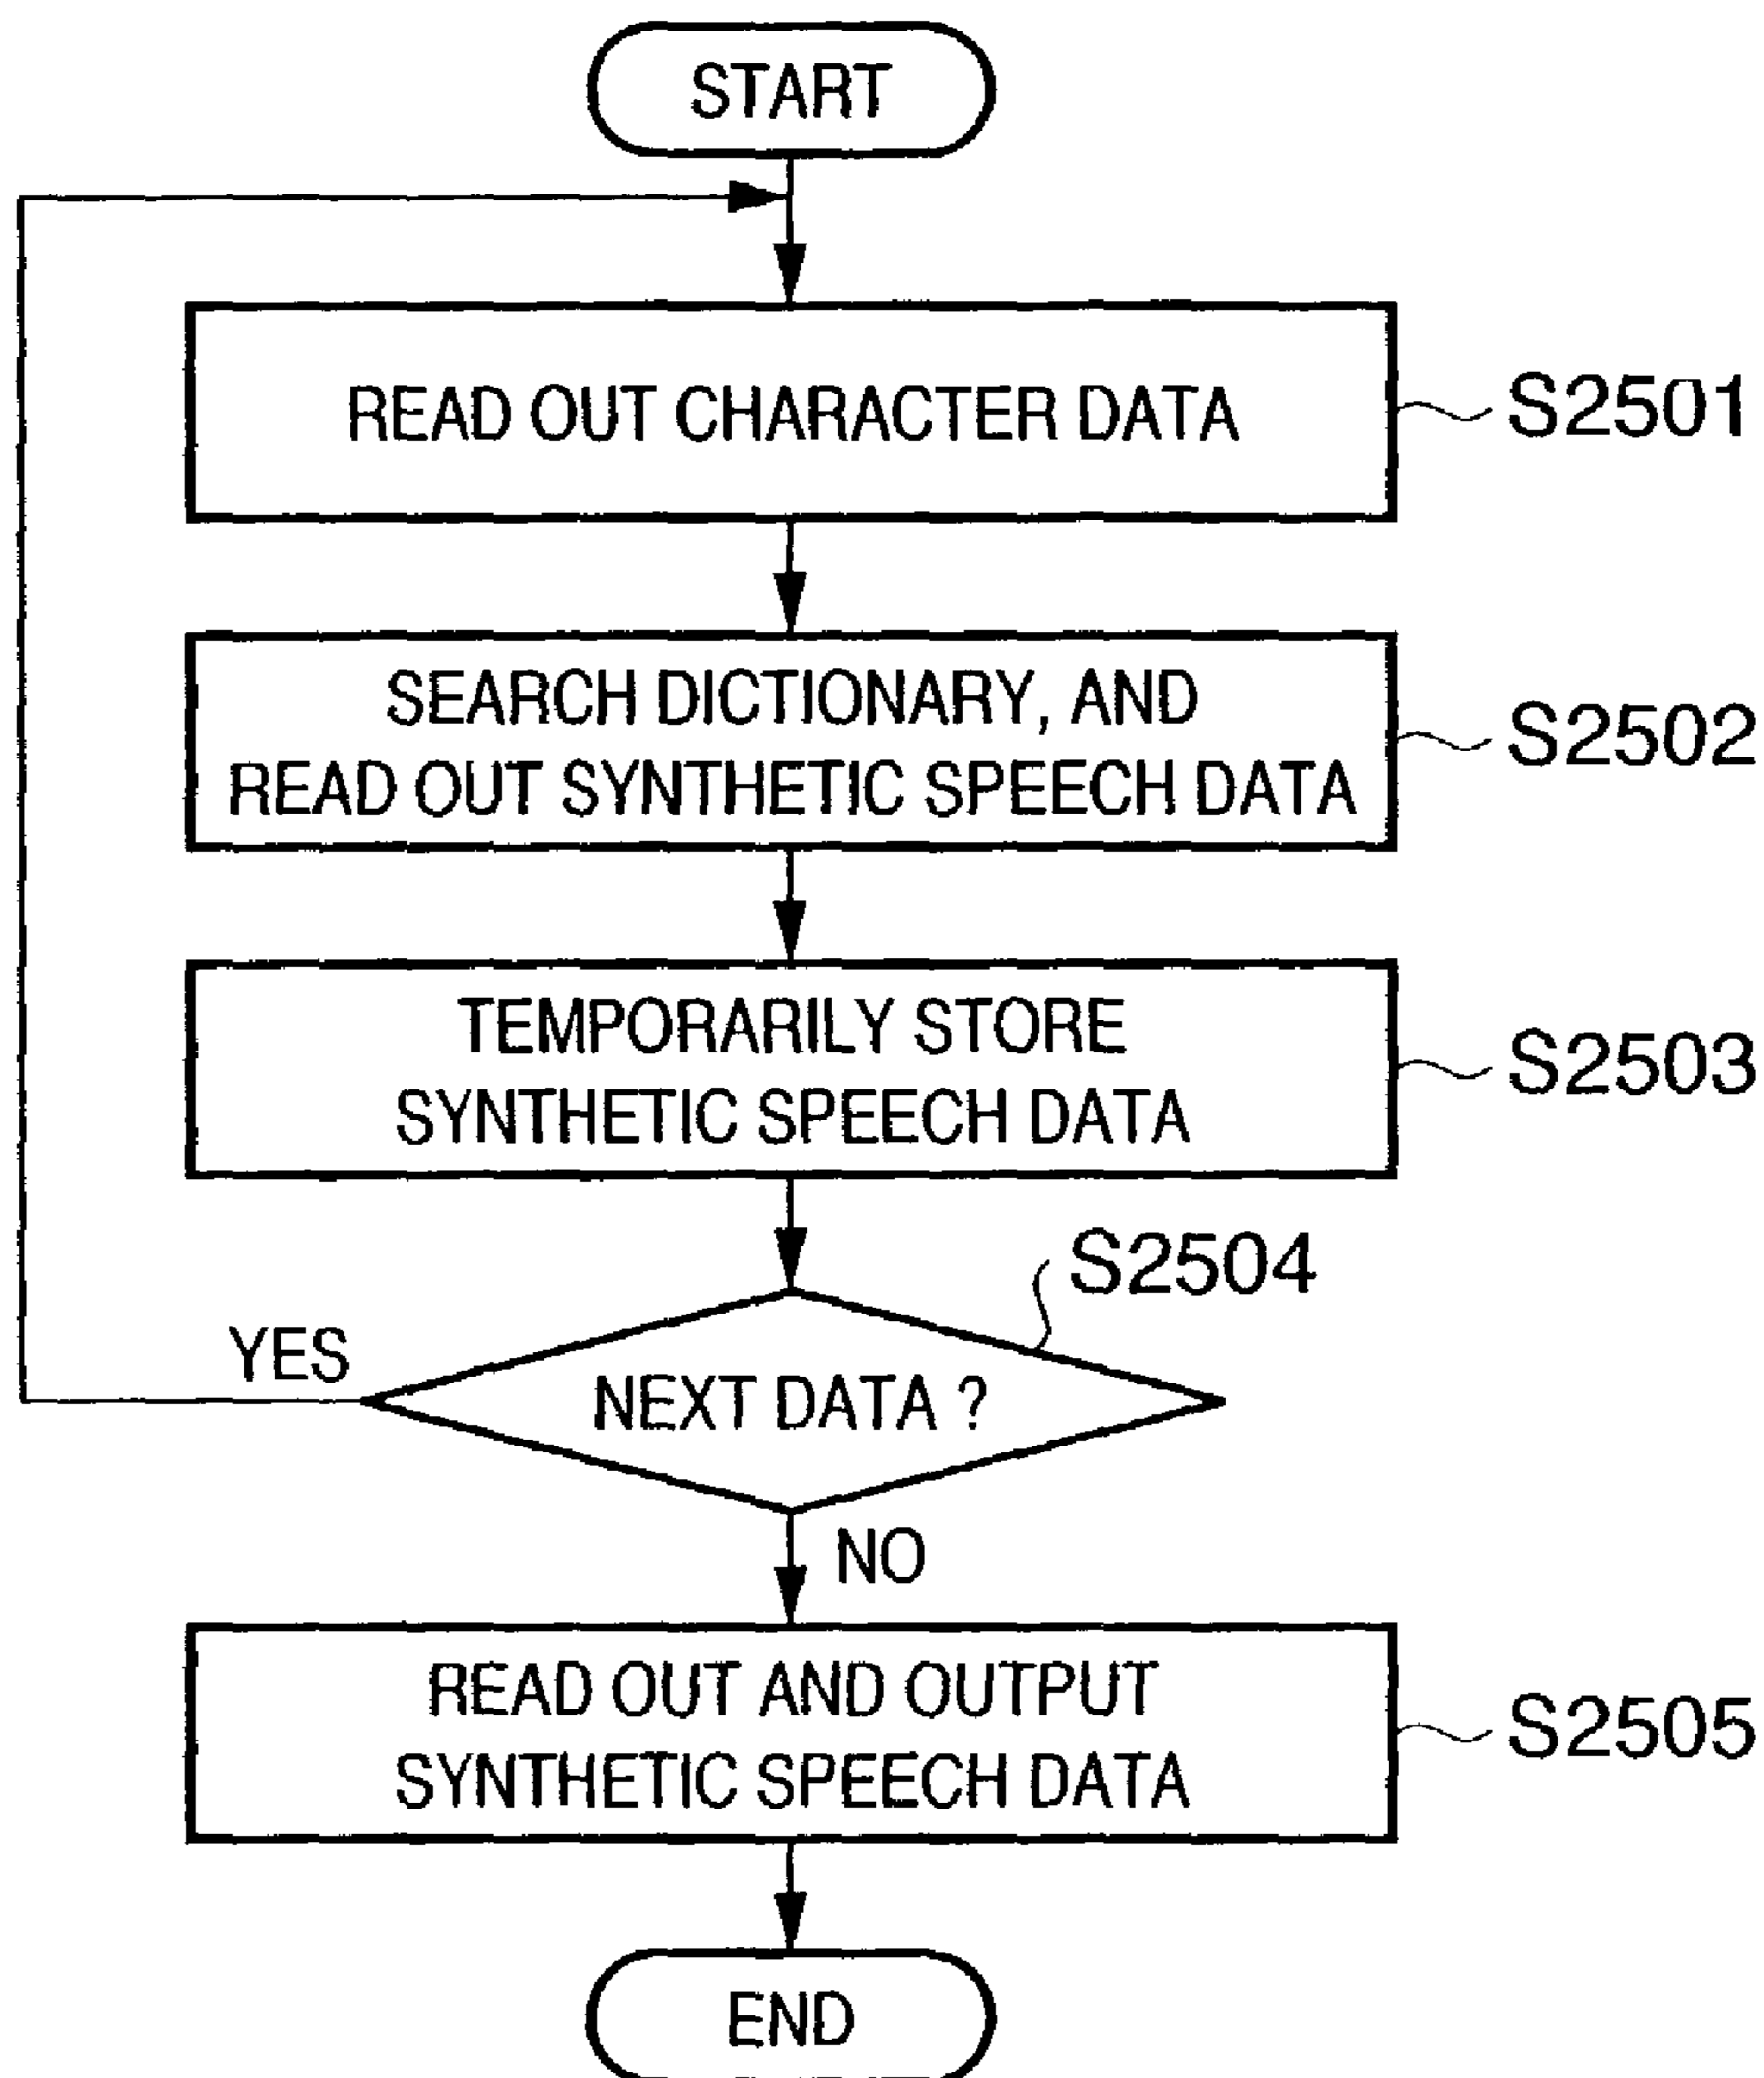 START
READ OUT CHARACTER DATA
S2501
SEARCH DICTIONARY, AND
READ OUT SYNTHETIC SPEECH DATA
S2502
TEMPORARILY STORE
SYNTHETIC SPEECH DATA
S2503
S2504
YES
NEXT DATA ?
NO
READ OUT AND OUTPUT
SYNTHETIC SPEECH DATA
S2505
END